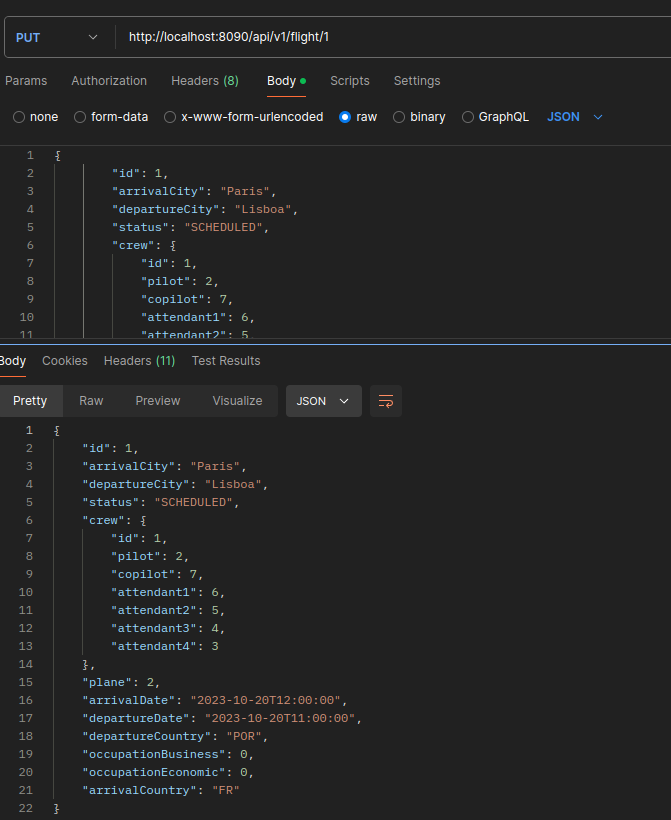 PUT http://localhost:8090/api/v1/flight/1
Params Authorization Headers (8) Body Scripts Settings
none form-data x-www-form-urlencoded raw binary GraphQL JSON
1 {
2 "id": 1,
3 "arrivalCity": "Paris",
4 "departureCity": "Lisboa",
5 "status": "SCHEDULED",
6 "crew": {
7 "id": 1,
8 "pilot": 2,
9 "copilot": 7,
10 "attendant1": 6,
11 "attendant2": 5,
Body Cookies Headers (11) Test Results
Pretty Raw Preview Visualize JSON
1 {
2 "id": 1,
3 "arrivalCity": "Paris",
4 "departureCity": "Lisboa",
5 "status": "SCHEDULED",
6 "crew": {
7 "id": 1,
8 "pilot": 2,
9 "copilot": 7,
10 "attendant1": 6,
11 "attendant2": 5,
12 "attendant3": 4,
13 "attendant4": 3
14 },
15 "plane": 2,
16 "arrivalDate": "2023-10-20T12:00:00",
17 "departureDate": "2023-10-20T11:00:00",
18 "departureCountry": "POR",
19 "occupationBusiness": 0,
20 "occupationEconomic": 0,
21 "arrivalCountry": "FR"
22 }